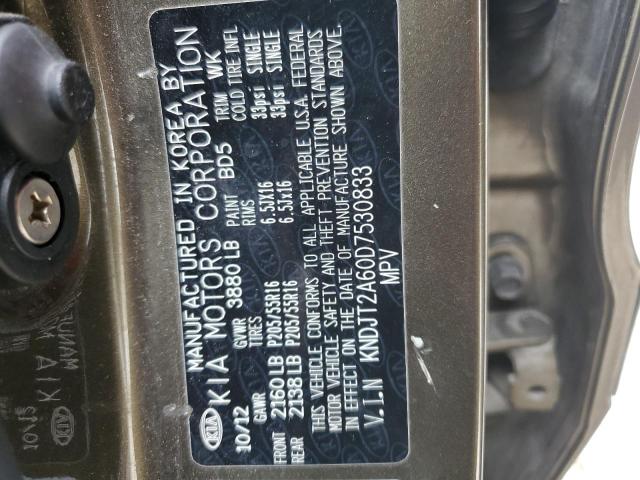 KIA MANUFACTURED IN KOREA BY
KIA MOTORS CORPORATION
10/12 GVWR 3880 LB PAINT BD5 TRIM WK
GAWR TIRES RIMS COLD TIRE INFL
FRONT 2160 LB P205/55R16 6.5JX16 33psi SINGLE
REAR 2138 LB P205/55R16 6.5Jx16 33psi SINGLE
THIS VEHICLE CONFORMS TO ALL APPLICABLE U.S.A. FEDERAL
MOTOR VEHICLE SAFETY AND THEFT PREVENTION STANDARDS
IN EFFECT ON THE DATE OF MANUFACTURE SHOWN ABOVE.
V.I.N KNDJT2A60D7530833
MPV